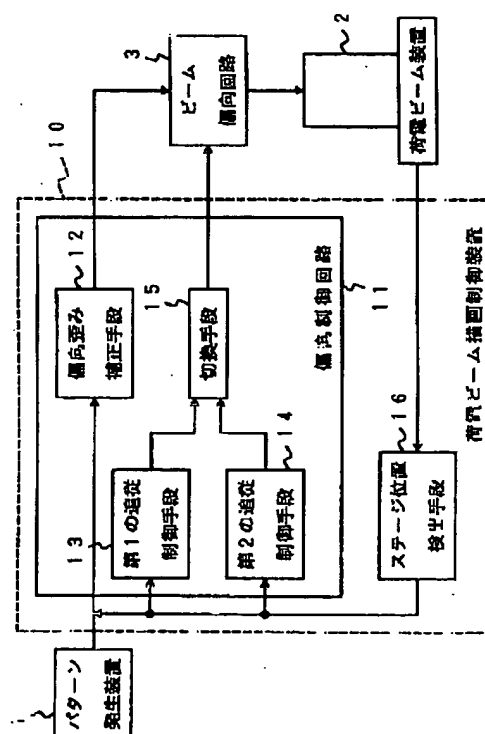 10
パターン
発生装置
12
偏向歪み
補正手段
3
ビーム
偏向回路
13
第1の追従
制御手段
15
切換手段
第2の追従
制御手段
14
偏向制御回路
11
2
荷電ビーム装置
ステージ位置
検出手段
16
荷電ビーム描画制御装置